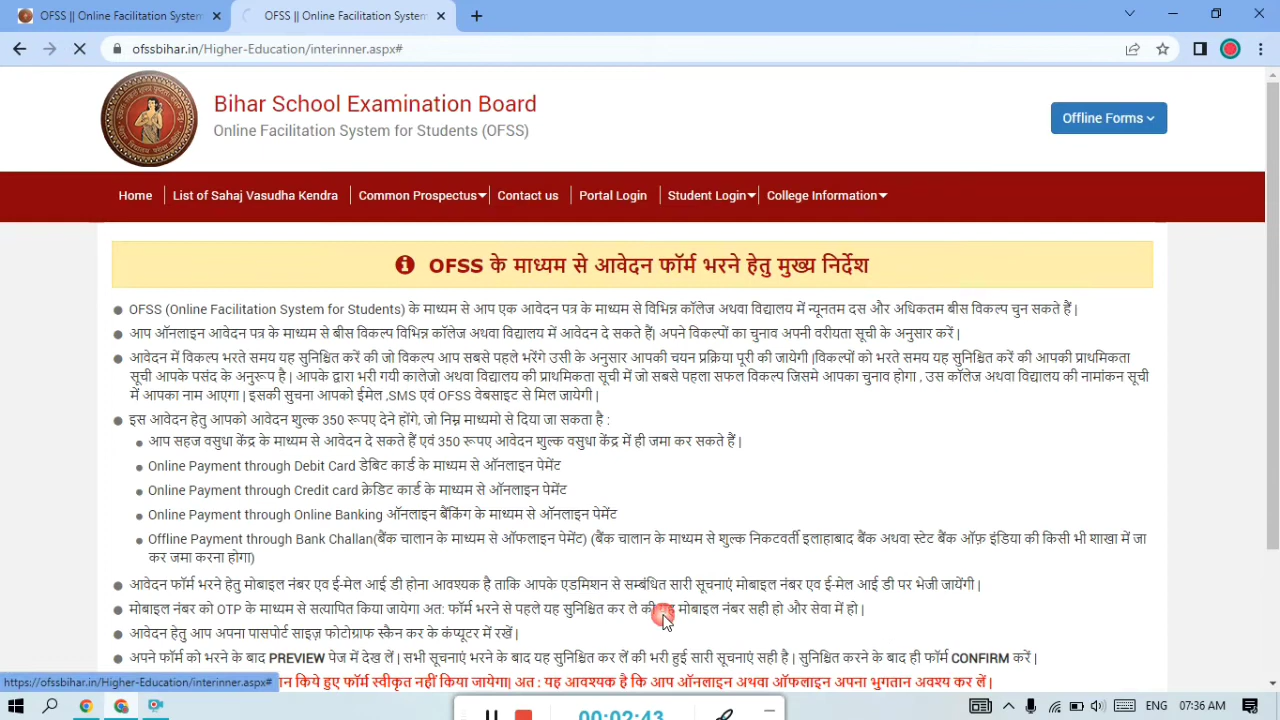 OFSS || Online Facilitation Syste
OFSS || Online Facilitation System
ofssbihar.in/Higher-Education/interinner.aspx#
Bihar School Examination Board
Online Facilitation System for Students (OFSS)
Offline Forms
Home
List of Sahaj Vasudha Kendra
Common Prospectus
Contact us
Portal Login
Student Login
College Information
OFSS के माध्यम से आवेदन फॉर्म भरने हेतु मुख्य निर्देश
OFSS (Online Facilitation System for Students) के माध्यम से आप एक आवेदन पत्र के माध्यम से विभिन्न कॉलेज अथवा विद्यालय में न्यूनतम दस और अधिकतम बीस विकल्प चुन सकते हैं |
आप ऑनलाइन आवेदन पत्र के माध्यम से बीस विकल्प विभिन्न कॉलेज अथवा विद्यालय में आवेदन दे सकते हैं| अपने विकल्पों का चुनाव अपनी वरीयता सूची के अनुसार करें |
आवेदन में विकल्प भरते समय यह सुनिश्चित करें की जो विकल्प आप सबसे पहले भरेंगे उसी के अनुसार आपकी चयन प्रक्रिया पूरी की जायेगी |विकल्पों को भरते समय यह सुनिश्चित करें की आपकी प्राथमिकता
सूची आपके पसंद के अनुरूप है | आपके द्वारा भरी गयी कालेजो अथवा विद्यालय की प्राथमिकता सूची में जो सबसे पहला सफल विकल्प जिसमे आपका चुनाव होगा , उस कॉलेज अथवा विद्यालय की नामांकन सूची
में आपका नाम आएगा | इसकी सुचना आपको ईमेल ,SMS एवं OFSS वेबसाइट से मिल जायेगी |
इस आवेदन हेतु आपको आवेदन शुल्क 350 रूपए देने होंगे, जो निम्न माध्यमो से दिया जा सकता है :
आप सहज वसुधा केंद्र के माध्यम से आवेदन दे सकते हैं एवं 350 रूपए आवेदन शुल्क वसुधा केंद्र में ही जमा कर सकते हैं |
Online Payment through Debit Card डेबिट कार्ड के माध्यम से ऑनलाइन पेमेंट
Online Payment through Credit card क्रेडिट कार्ड के माध्यम से ऑनलाइन पेमेंट
Online Payment through Online Banking ऑनलाइन बैंकिंग के माध्यम से ऑनलाइन पेमेंट
Offline Payment through Bank Challan(बैंक चालान के माध्यम से ऑफलाइन पेमेंट) (बैंक चालान के माध्यम से शुल्क निकटवर्ती इलाहाबाद बैंक अथवा स्टेट बैंक ऑफ़ इंडिया की किसी भी शाखा में जा
कर जमा करना होगा)
आवेदन फॉर्म भरने हेतु मोबाइल नंबर एव ई-मेल आई डी होना आवश्यक है ताकि आपके एडमिशन से सम्बंधित सारी सूचनाएं मोबाइल नंबर एव ई-मेल आई डी पर भेजी जायेंगी |
मोबाइल नंबर को OTP के माध्यम से सत्यापित किया जायेगा अत: फॉर्म भरने से पहले यह सुनिश्चित कर ले की मोबाइल नंबर सही हो और सेवा में हो |
आवेदन हेतु आप अपना पासपोर्ट साइज़ फोटोग्राफ स्कैन कर के कंप्यूटर में रखें |
अपने फॉर्म को भरने के बाद PREVIEW पेज में देख लें | सभी सूचनाएं भरने के बाद यह सुनिश्चित कर लें की भरी हुई सारी सूचनाएं सही है | सुनिश्चित करने के बाद ही फॉर्म CONFIRM करें |
https://ofssbihar.in/Higher-Education/interinner.aspx#
किये हुए फॉर्म स्वीकृत नहीं किया जायेगा| अत : यह आवश्यक है कि आप ऑनलाइन अथवा ऑफलाइन अपना भुगतान अवश्य कर लें |
00:02:43
ENG
07:36 AM